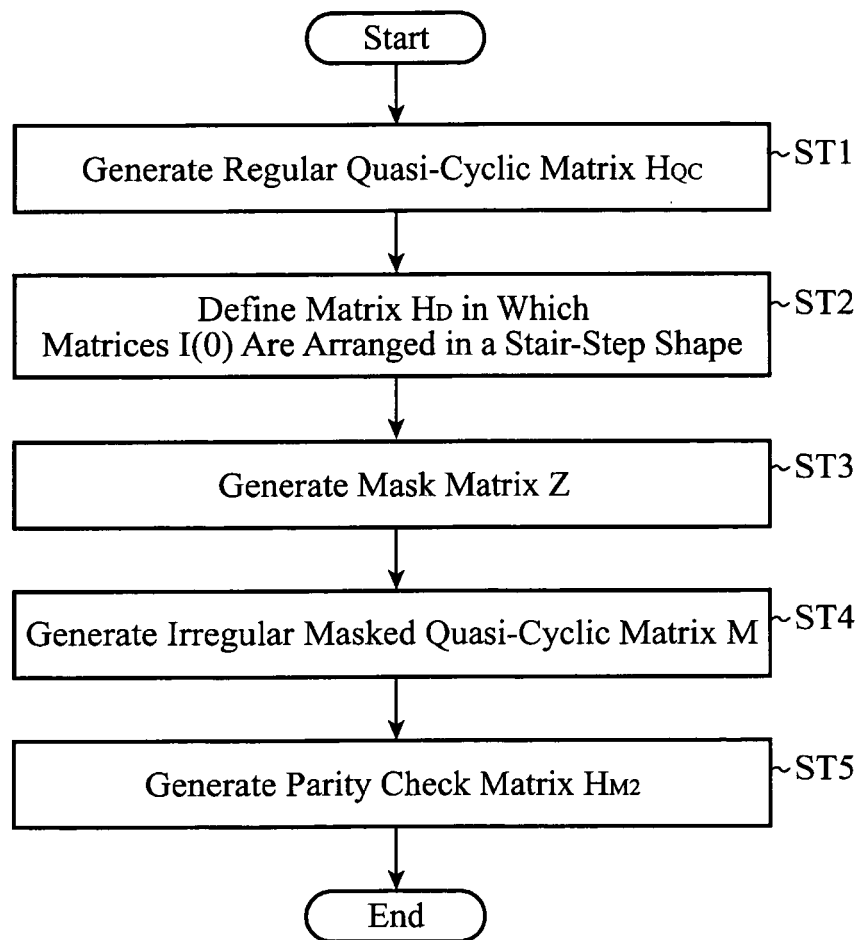 Start
Generate Regular Quasi-Cyclic Matrix HQC
~ST1
Define Matrix HD in Which
Matrices I(0) Are Arranged in a Stair-Step Shape
~ST2
Generate Mask Matrix Z
~ST3
Generate Irregular Masked Quasi-Cyclic Matrix M
~ST4
Generate Parity Check Matrix HM2
~ST5
End